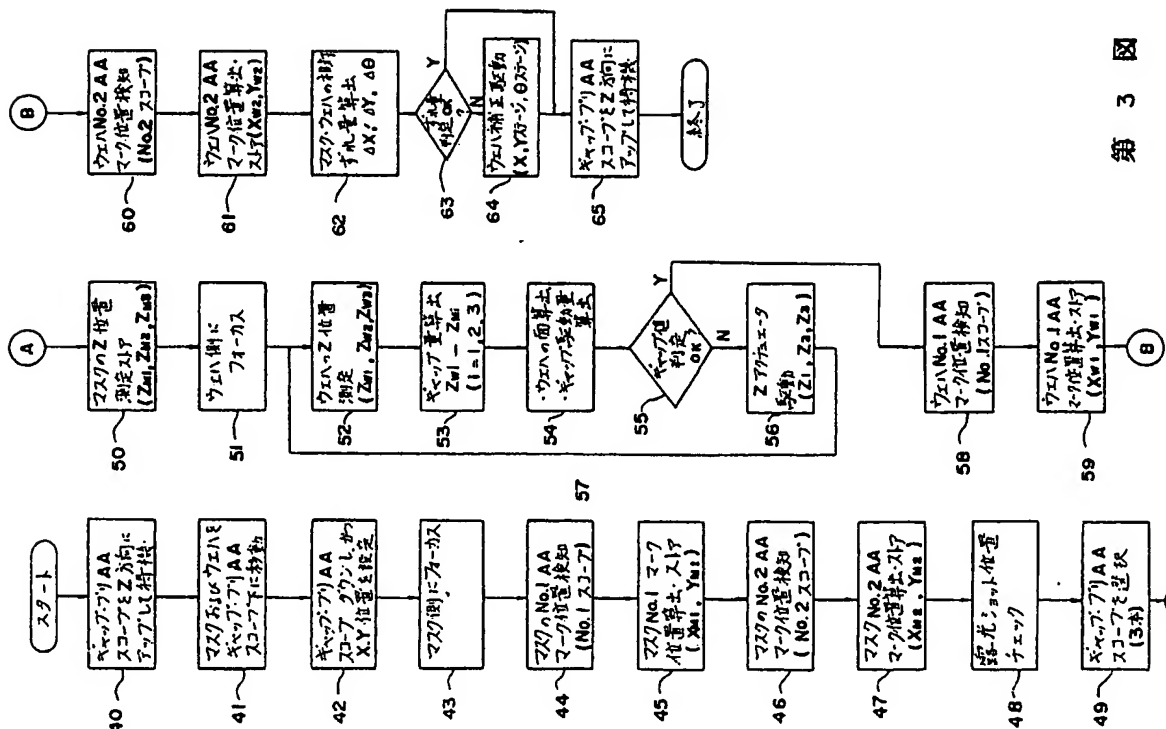 スタート
40
ギャップ・プリAA
スコープをZ方向に
アップして待機
41
マスクおよびウエハを
ギャップ・プリAA
スコープ下に移動
42
ギャップ・プリAA
スコープダウンしかつ
X,Y位置を設定
43
マスク側にフォーカス
44
マスクのNo.1 AA
マーク位置検知
(No.1スコープ)
45
マスクNo.1マーク
位置算出・ストア
(XM1, YM1)
46
マスクのNo.2 AA
マーク位置検知
(No.2スコープ)
47
マスクNo.2 AA
マーク位置算出・ストア
(XM2, YM2)
48
露光ショット位置
チェック
49
ギャップ・プリAA
スコープを選択
(3本)
A
50
マスクのZ位置
測定ストア
(ZM1, ZM2, ZM3)
51
ウエハ側に
フォーカス
52
ウエハのZ位置
測定
(ZW1, ZW2, ZW3)
53
ギャップ量算出
ZWi - ZMi
(i=1,2,3)
54
・ウエハの面算出
・ギャップ駆動量
算出
55
ギャップ値
判定
OK?
Y
N
56
Zアクチュエータ
駆動
(Z1, Z2, Z3)
57
58
ウエハNo.1 AA
マーク位置検知
(No.1スコープ)
59
ウエハNo.1 AA
マーク位置算出・ストア
(XW1, YW1)
B
B
60
ウエハNo.2 AA
マーク位置検知
(No.2スコープ)
61
ウエハNo.2 AA
マーク位置算出・
ストア(XW2, YW2)
62
マスク・ウエハの相対
ずれ量算出
ΔX, ΔY, Δθ
63
ずれ量
判定OK
?
Y
N
64
ウエハ補正駆動
(X,Yステージ,θステージ)
65
ギャップ・プリAA
スコープをZ方向に
アップして待機
終了
第3図